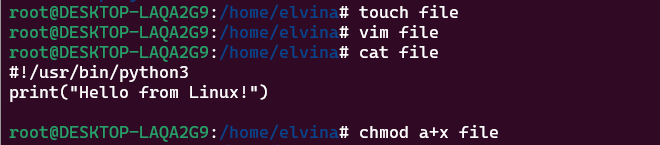 root@DESKTOP-LAQA2G9:/home/elvina# touch file
root@DESKTOP-LAQA2G9:/home/elvina# vim file
root@DESKTOP-LAQA2G9:/home/elvina# cat file
#!/usr/bin/python3
print("Hello from Linux!")
root@DESKTOP-LAQA2G9:/home/elvina# chmod a+x file